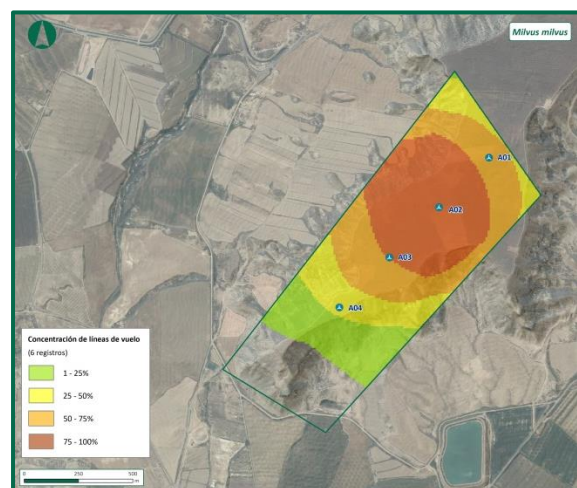 Milvus milvus
A01
A02
A03
A04
Concentración de líneas de vuelo
(6 registros)
1 - 25%
25 - 50%
50 - 75%
75 - 100%
0 250 500
m